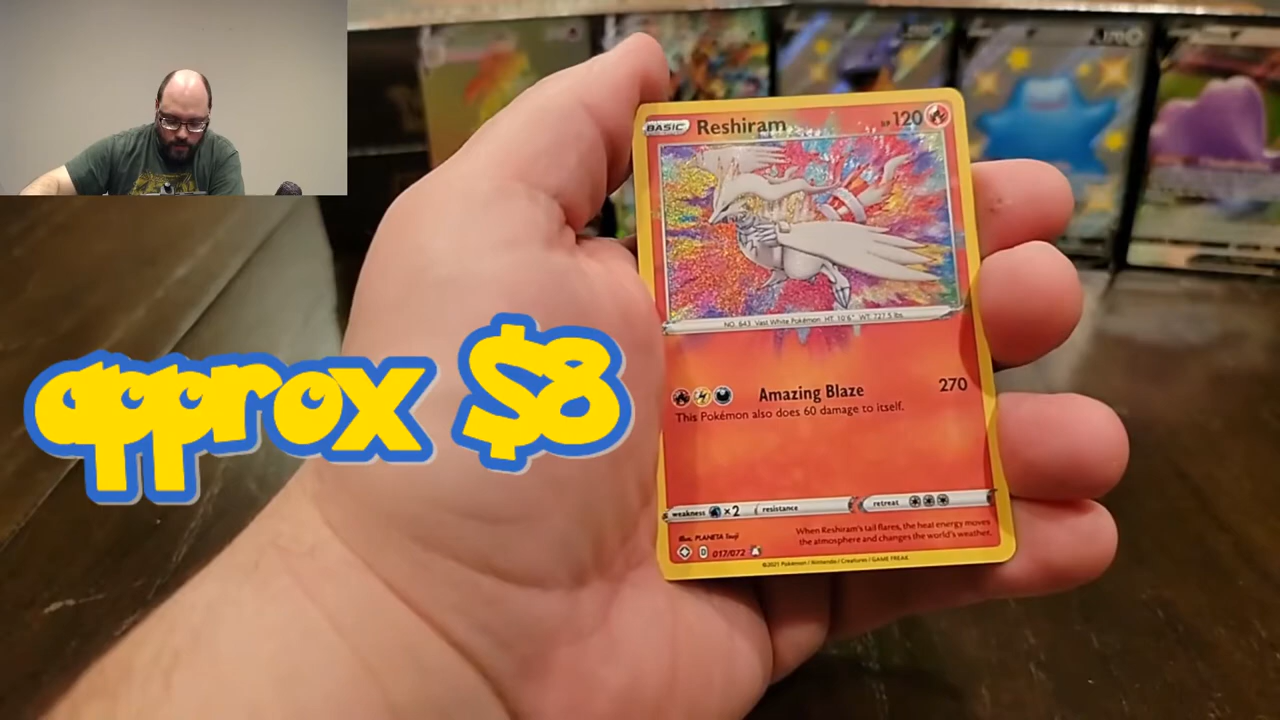 BASIC Reshiram HP 120
NO. 643 Vast White Pokémon HT: 10'6" WT: 727.5 lbs.
approx $8
Amazing Blaze 270
This Pokémon also does 60 damage to itself.
weakness ×2 resistance retreat
When Reshiram's tail flares, the heat energy moves
the atmosphere and changes the world's weather.
Illus. PLANETA Tsuji
D 017/072
©2021 Pokémon / Nintendo / Creatures / GAME FREAK